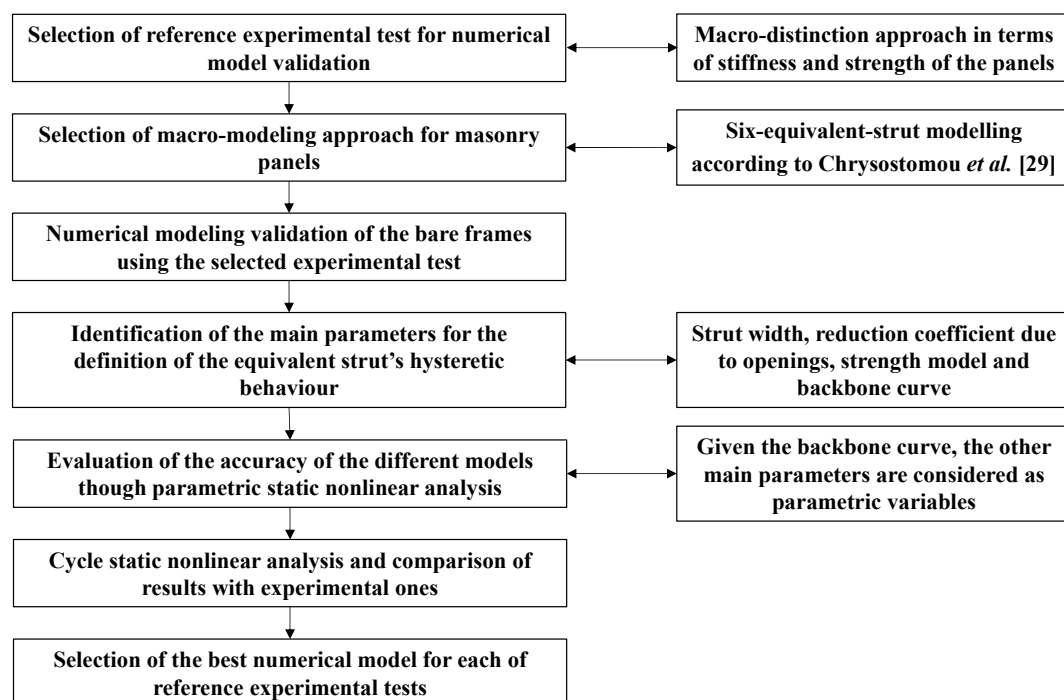 Selection of reference experimental test for numerical
model validation
Macro-distinction approach in terms
of stiffness and strength of the panels
Selection of macro-modeling approach for masonry
panels
Six-equivalent-strut modelling
according to Chrysostomou et al. [29]
Numerical modeling validation of the bare frames
using the selected experimental test
Identification of the main parameters for the
definition of the equivalent strut’s hysteretic
behaviour
Strut width, reduction coefficient due
to openings, strength model and
backbone curve
Evaluation of the accuracy of the different models
though parametric static nonlinear analysis
Given the backbone curve, the other
main parameters are considered as
parametric variables
Cycle static nonlinear analysis and comparison of
results with experimental ones
Selection of the best numerical model for each of
reference experimental tests